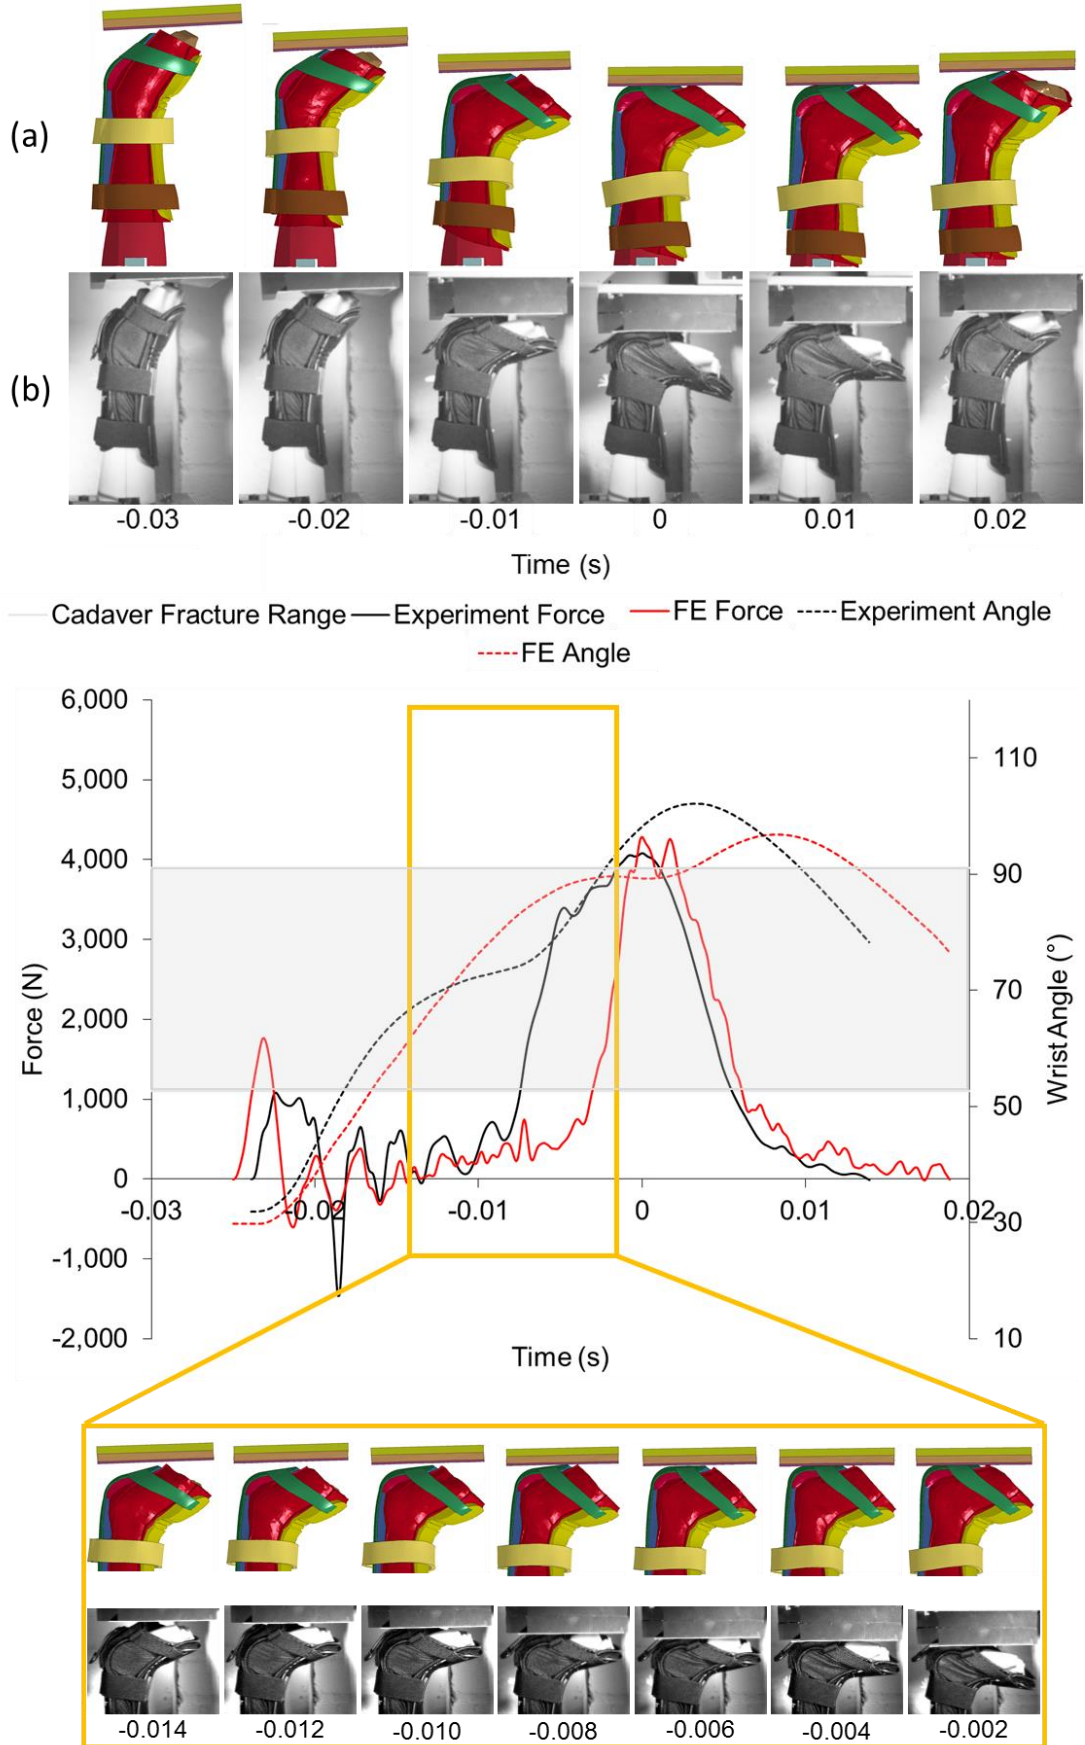 (a)
(b)
-0.03 -0.02 -0.01 0 0.01 0.02
Time (s)
Cadaver Fracture Range Experiment Force FE Force Experiment Angle
FE Angle
6,000
5,000
4,000
3,000
2,000
1,000
0
-1,000
-2,000
Force (N)
110
90
70
50
30
10
Wrist Angle (°)
-0.03 -0.02 -0.01 0 0.01 0.02
Time (s)
-0.014 -0.012 -0.010 -0.008 -0.006 -0.004 -0.002